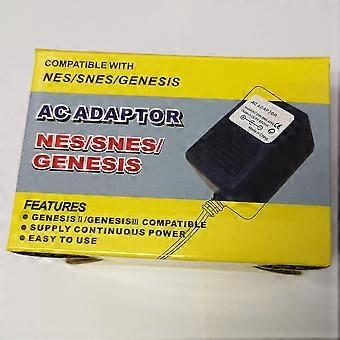 COMPATIBLE WITH
NES/SNES/GENESIS
AC ADAPTOR
NES/SNES/
GENESIS
AC ADAPTOR
FEATURES
● GENESIS II/GENESIS III COMPATIBLE
● SUPPLY CONTINUOUS POWER
● EASY TO USE